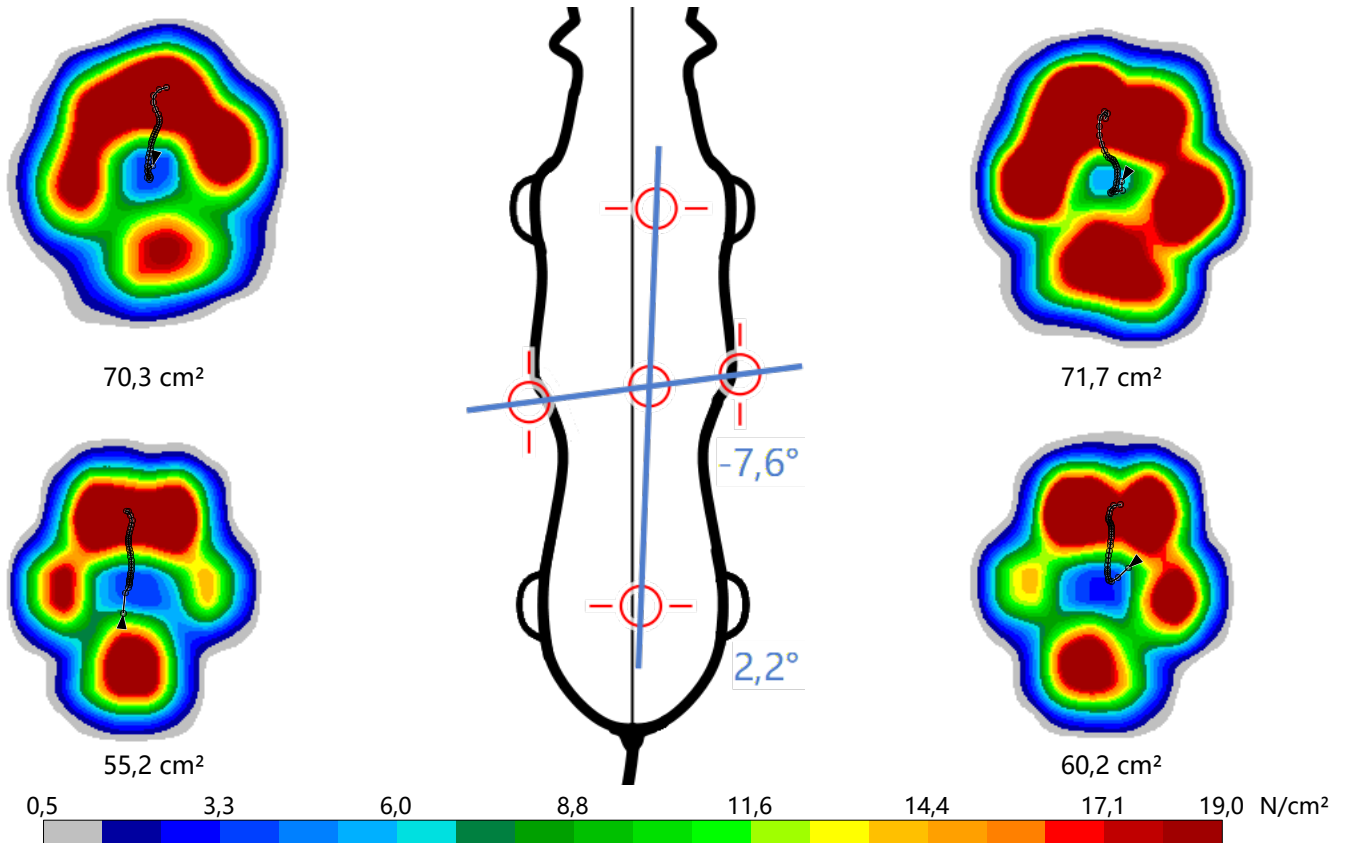 70,3 cm²
71,7 cm²
-7,6°
2,2°
55,2 cm²
60,2 cm²
0,5 3,3 6,0 8,8 11,6 14,4 17,1 19,0 N/cm²